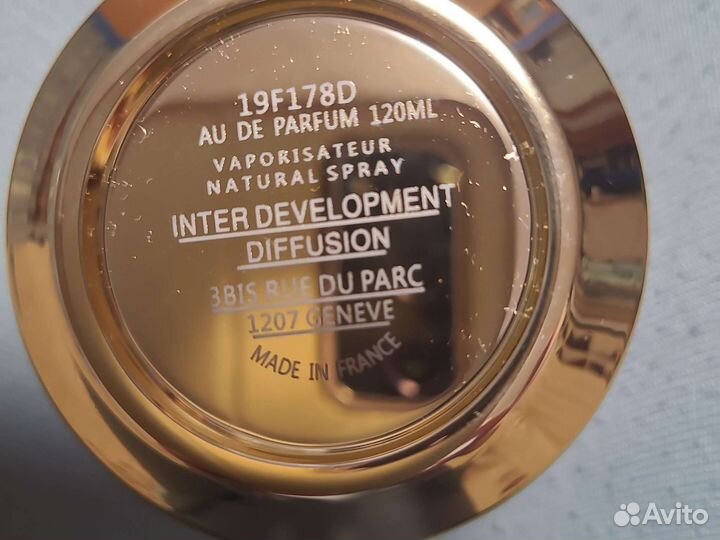 19F178D
AU DE PARFUM 120ML
VAPORISATEUR
NATURAL SPRAY
INTER DEVELOPMENT
DIFFUSION
3BIS RUE DU PARC
1207 GENEVE
MADE IN FRANCE
Avito